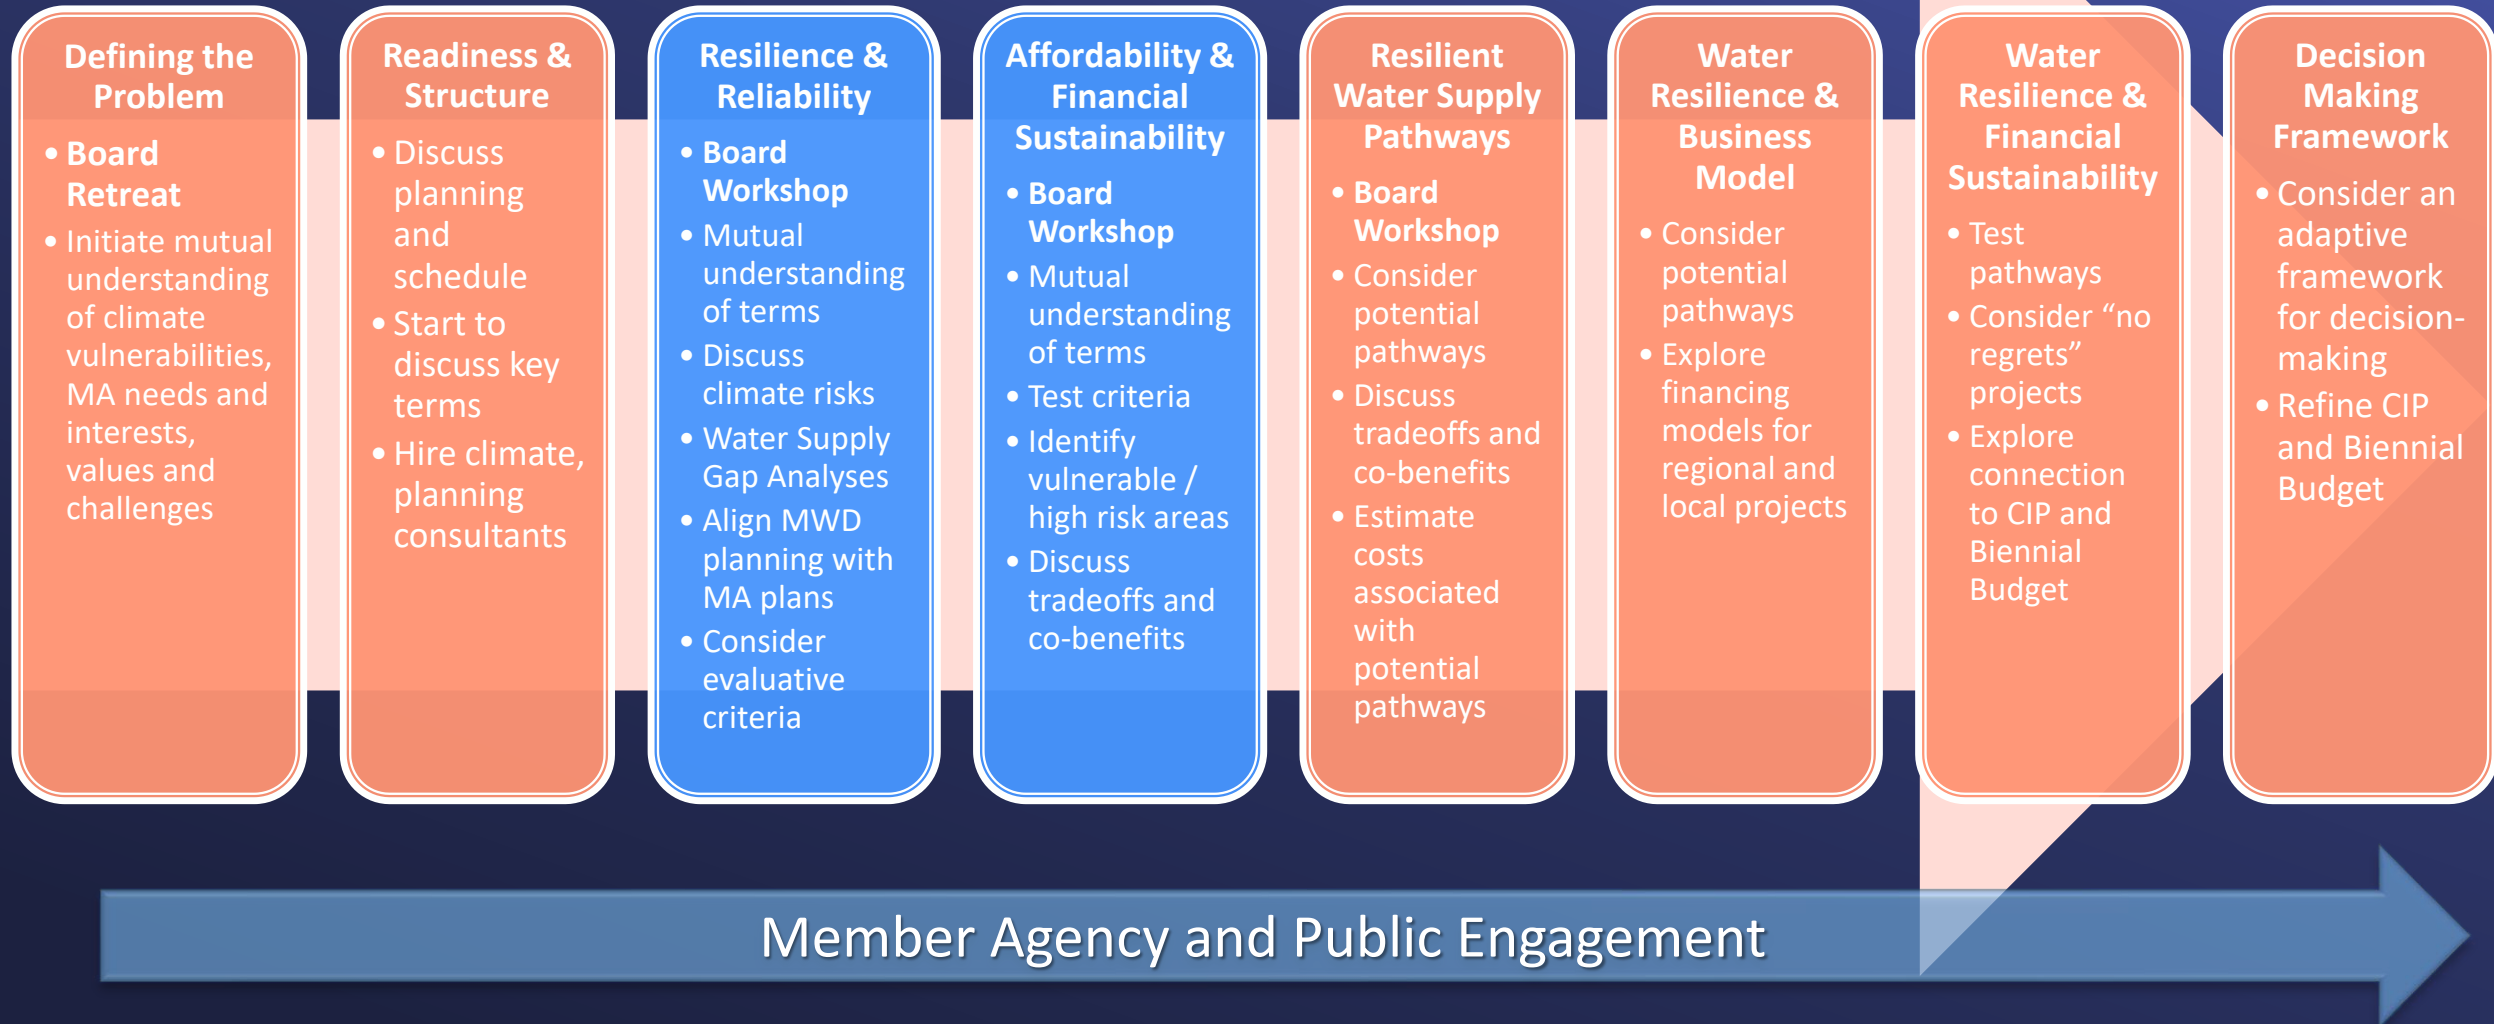 Defining the
Problem
• Board
Retreat
• Initiate mutual
understanding
of climate
vulnerabilities,
MA needs and
interests,
values and
challenges
Readiness &
Structure
• Discuss
planning
and
schedule
• Start to
discuss key
terms
• Hire climate,
planning
consultants
Resilience &
Reliability
• Board
Workshop
• Mutual
understanding
of terms
• Discuss
climate risks
• Water Supply
Gap Analyses
• Align MWD
planning with
MA plans
• Consider
evaluative
criteria
Affordability &
Financial
Sustainability
• Board
Workshop
• Mutual
understanding
of terms
• Test criteria
• Identify
vulnerable /
high risk areas
• Discuss
tradeoffs and
co-benefits
Resilient
Water Supply
Pathways
• Board
Workshop
• Consider
potential
pathways
• Discuss
tradeoffs and
co-benefits
• Estimate
costs
associated
with
potential
pathways
Water
Resilience &
Business
Model
• Consider
potential
pathways
• Explore
financing
models for
regional and
local projects
Water
Resilience &
Financial
Sustainability
• Test
pathways
• Consider “no
regrets”
projects
• Explore
connection
to CIP and
Biennial
Budget
Decision
Making
Framework
• Consider an
adaptive
framework
for decision-
making
• Refine CIP
and Biennial
Budget
Member Agency and Public Engagement